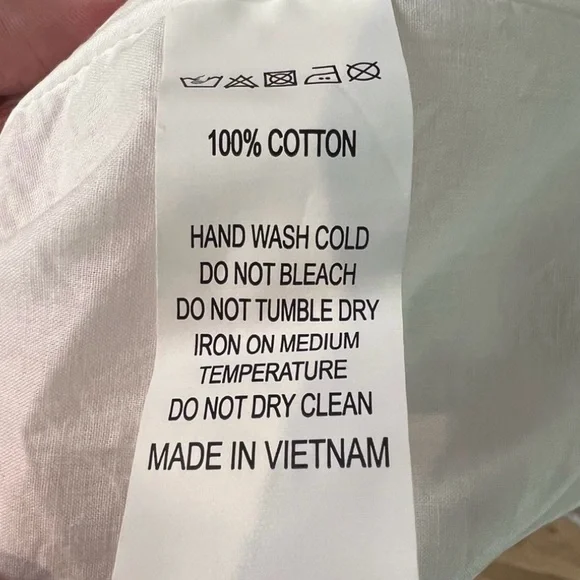 100% COTTON
HAND WASH COLD
DO NOT BLEACH
DO NOT TUMBLE DRY
IRON ON MEDIUM
TEMPERATURE
DO NOT DRY CLEAN
MADE IN VIETNAM